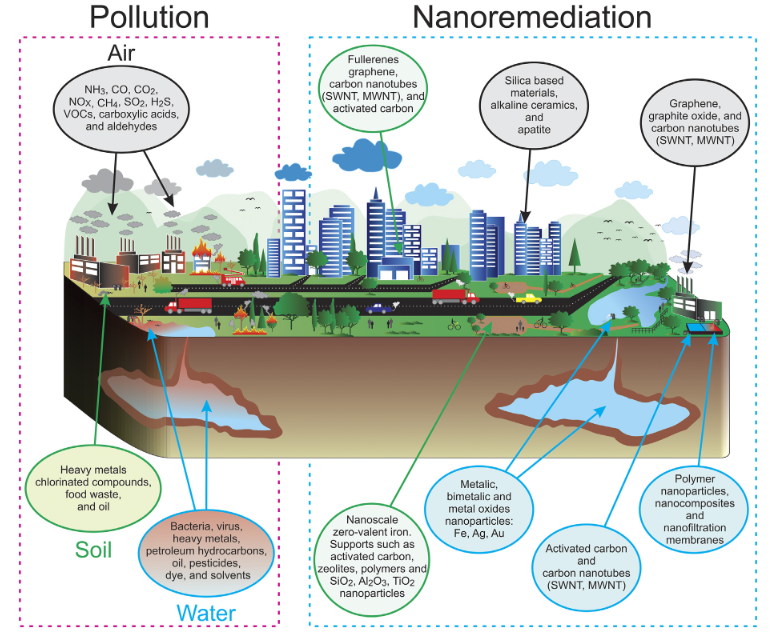 Pollution
Nanoremediation
Air
NH3, CO, CO2,
NOX, CH4, SO2, H2S,
VOCs, carboxylic acids,
and aldehydes
Fullerenes
graphene,
carbon nanotubes
(SWNT, MWNT), and
activated carbon
Silica based
materials,
alkaline ceramics,
and
apatite
Graphene,
graphite oxide, and
carbon nanotubes
(SWNT, MWNT)
Heavy metals
chlorinated compounds,
food waste,
and oil
Soil
Bacteria, virus,
heavy metals,
petroleum hydrocarbons,
oil, pesticides,
dye, and solvents
Water
Nanoscale
zero-valent iron.
Supports such as
activated carbon,
zeolites, polymers and
SiO2, Al2O3, TiO2
nanoparticles
Metalic,
bimetalic and
metal oxides
nanoparticles:
Fe, Ag, Au
Activated carbon
and
carbon nanotubes
(SWNT, MWNT)
Polymer
nanoparticles,
nanocomposites
and
nanofiltration
membranes